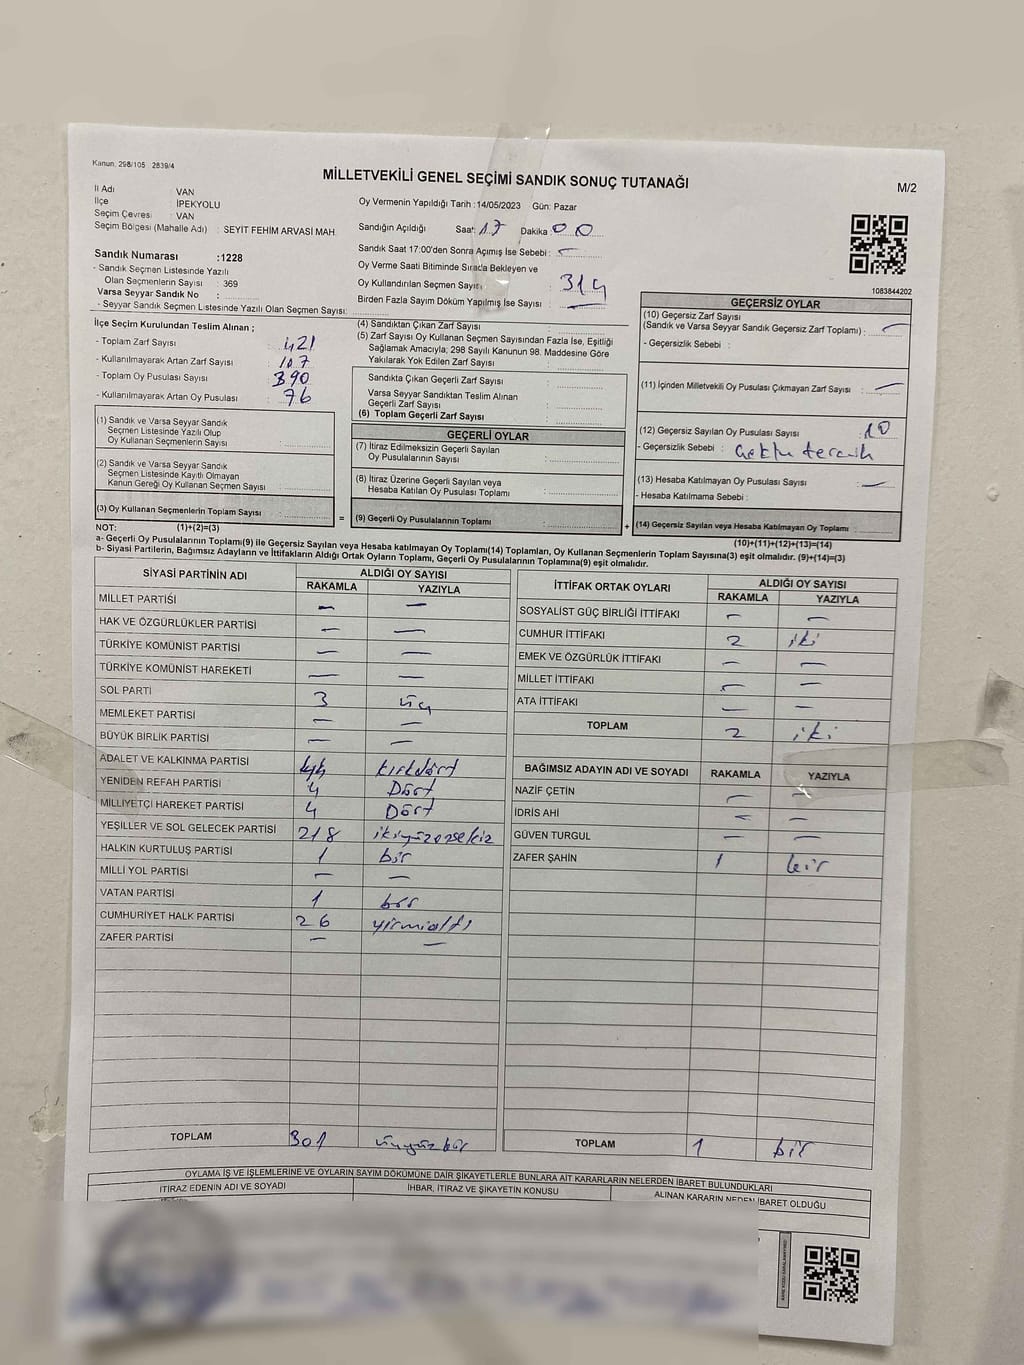 Kanun: 298/105 2839/4
MİLLETVEKİLİ GENEL SEÇİMİ SANDIK SONUÇ TUTANAĞI
M/2
İl Adı : VAN
İlçe : İPEKYOLU
Seçim Çevresi : VAN
Seçim Bölgesi (Mahalle Adı) : SEYİT FEHİM ARVASİ MAH.
Sandık Numarası :1228
- Sandık Seçmen Listesinde Yazılı
Olan Seçmenlerin Sayısı : 369
Varsa Seyyar Sandık No :
- Seyyar Sandık Seçmen Listesinde Yazılı Olan Seçmen Sayısı:
Oy Vermenin Yapıldığı Tarih :14/05/2023 Gün: Pazar
Sandığın Açıldığı Saat: 17 Dakika: 00
Sandık Saat 17:00'den Sonra Açılmış İse Sebebi : –
Oy Verme Saati Bitiminde Sırada Bekleyen ve
Oy Kullandırılan Seçmen Sayısı : 314
Birden Fazla Sayım Döküm Yapılmış İse Sayısı : —
1083844202
İlçe Seçim Kurulundan Teslim Alınan ;
- Toplam Zarf Sayısı : 421
- Kullanılmayarak Artan Zarf Sayısı : 107
- Toplam Oy Pusulası Sayısı : 390
- Kullanılmayarak Artan Oy Pusulası : 76
(1) Sandık ve Varsa Seyyar Sandık
Seçmen Listesinde Yazılı Olup
Oy Kullanan Seçmenlerin Sayısı :
(2) Sandık ve Varsa Seyyar Sandık
Seçmen Listesinde Kayıtlı Olmayan
Kanun Gereği Oy Kullanan Seçmen Sayısı :
(3) Oy Kullanan Seçmenlerin Toplam Sayısı :
=
(4) Sandıktan Çıkan Zarf Sayısı :
(5) Zarf Sayısı Oy Kullanan Seçmen Sayısından Fazla İse, Eşitliği
Sağlamak Amacıyla; 298 Sayılı Kanunun 98. Maddesine Göre
Yakılarak Yok Edilen Zarf Sayısı :
Sandıkta Çıkan Geçerli Zarf Sayısı :
Varsa Seyyar Sandıktan Teslim Alınan
Geçerli Zarf Sayısı :
(6) Toplam Geçerli Zarf Sayısı :
GEÇERLİ OYLAR
(7) İtiraz Edilmeksizin Geçerli Sayılan
Oy Pusulalarının Sayısı :
(8) İtiraz Üzerine Geçerli Sayılan veya
Hesaba Katılan Oy Pusulası Toplamı :
(9) Geçerli Oy Pusulalarının Toplamı :
+
GEÇERSİZ OYLAR
(10) Geçersiz Zarf Sayısı
(Sandık ve Varsa Seyyar Sandık Geçersiz Zarf Toplamı) : —
- Geçersizlik Sebebi :
(11) İçinden Milletvekili Oy Pusulası Çıkmayan Zarf Sayısı : —
(12) Geçersiz Sayılan Oy Pusulası Sayısı : 10
- Geçersizlik Sebebi :
(13) Hesaba Katılmayan Oy Pusulası Sayısı : —
- Hesaba Katılmama Sebebi :
(14) Geçersiz Sayılan veya Hesaba Katılmayan Oy Toplamı :
NOT: (1)+(2)=(3)
(10)+(11)+(12)+(13)=(14)
a- Geçerli Oy Pusulalarının Toplamı(9) ile Geçersiz Sayılan veya Hesaba katılmayan Oy Toplamı(14) Toplamları, Oy Kullanan Seçmenlerin Toplam Sayısına(3) eşit olmalıdır. (9)+(14)=(3)
b- Siyasi Partilerin, Bağımsız Adayların ve İttifakların Aldığı Ortak Oyların Toplamı, Geçerli Oy Pusulalarının Toplamına(9) eşit olmalıdır.
SİYASİ PARTİNİN ADI ALDIĞI OY SAYISI
RAKAMLA YAZIYLA
MİLLET PARTİSİ — —
HAK VE ÖZGÜRLÜKLER PARTİSİ — —
TÜRKİYE KOMÜNİST PARTİSİ — —
TÜRKİYE KOMÜNİST HAREKETİ — —
SOL PARTİ 3 üç
MEMLEKET PARTİSİ — —
BÜYÜK BİRLİK PARTİSİ — —
ADALET VE KALKINMA PARTİSİ 44 kırkdört
YENİDEN REFAH PARTİSİ 4 Dört
MİLLİYETÇİ HAREKET PARTİSİ 4 Dört
YEŞİLLER VE SOL GELECEK PARTİSİ 218 ikiyüzonsekiz
HALKIN KURTULUŞ PARTİSİ 1 bir
MİLLİ YOL PARTİSİ — —
VATAN PARTİSİ 1 bir
CUMHURİYET HALK PARTİSİ 26 yirmialtı
ZAFER PARTİSİ — —
TOPLAM 301 üçyüzbir
İTTİFAK ORTAK OYLARI ALDIĞI OY SAYISI
RAKAMLA YAZIYLA
SOSYALİST GÜÇ BİRLİĞİ İTTİFAKI — —
CUMHUR İTTİFAKI 2 iki
EMEK VE ÖZGÜRLÜK İTTİFAKI — —
MİLLET İTTİFAKI — —
ATA İTTİFAKI — —
TOPLAM 2 iki
BAĞIMSIZ ADAYIN ADI VE SOYADI RAKAMLA YAZIYLA
NAZİF ÇETİN — —
İDRİS AHİ — —
GÜVEN TURGUL — —
ZAFER ŞAHİN 1 bir
TOPLAM 1 bir
OYLAMA İŞ VE İŞLEMLERİNE VE OYLARIN SAYIM DÖKÜMÜNE DAİR ŞİKAYETLERLE BUNLARA AİT KARARLARIN NELERDEN İBARET BULUNDUKLARI
İTİRAZ EDENİN ADI VE SOYADI İHBAR, İTİRAZ VE ŞİKAYETİN KONUSU ALINAN KARARIN NEDEN İBARET OLDUĞU